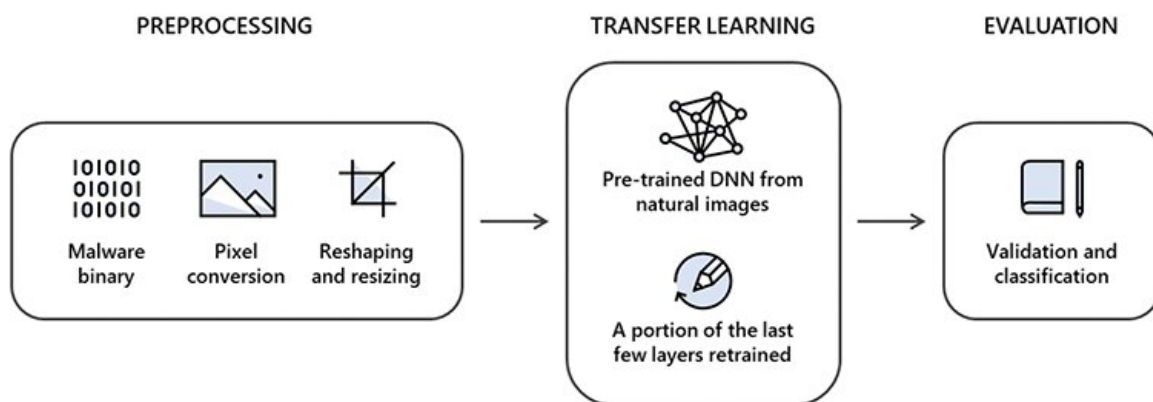 PREPROCESSING
TRANSFER LEARNING
EVALUATION
101010
010101
101010
Malware
binary
Pixel
conversion
Reshaping
and resizing
Pre-trained DNN from
natural images
A portion of the last
few layers retrained
Validation and
classification